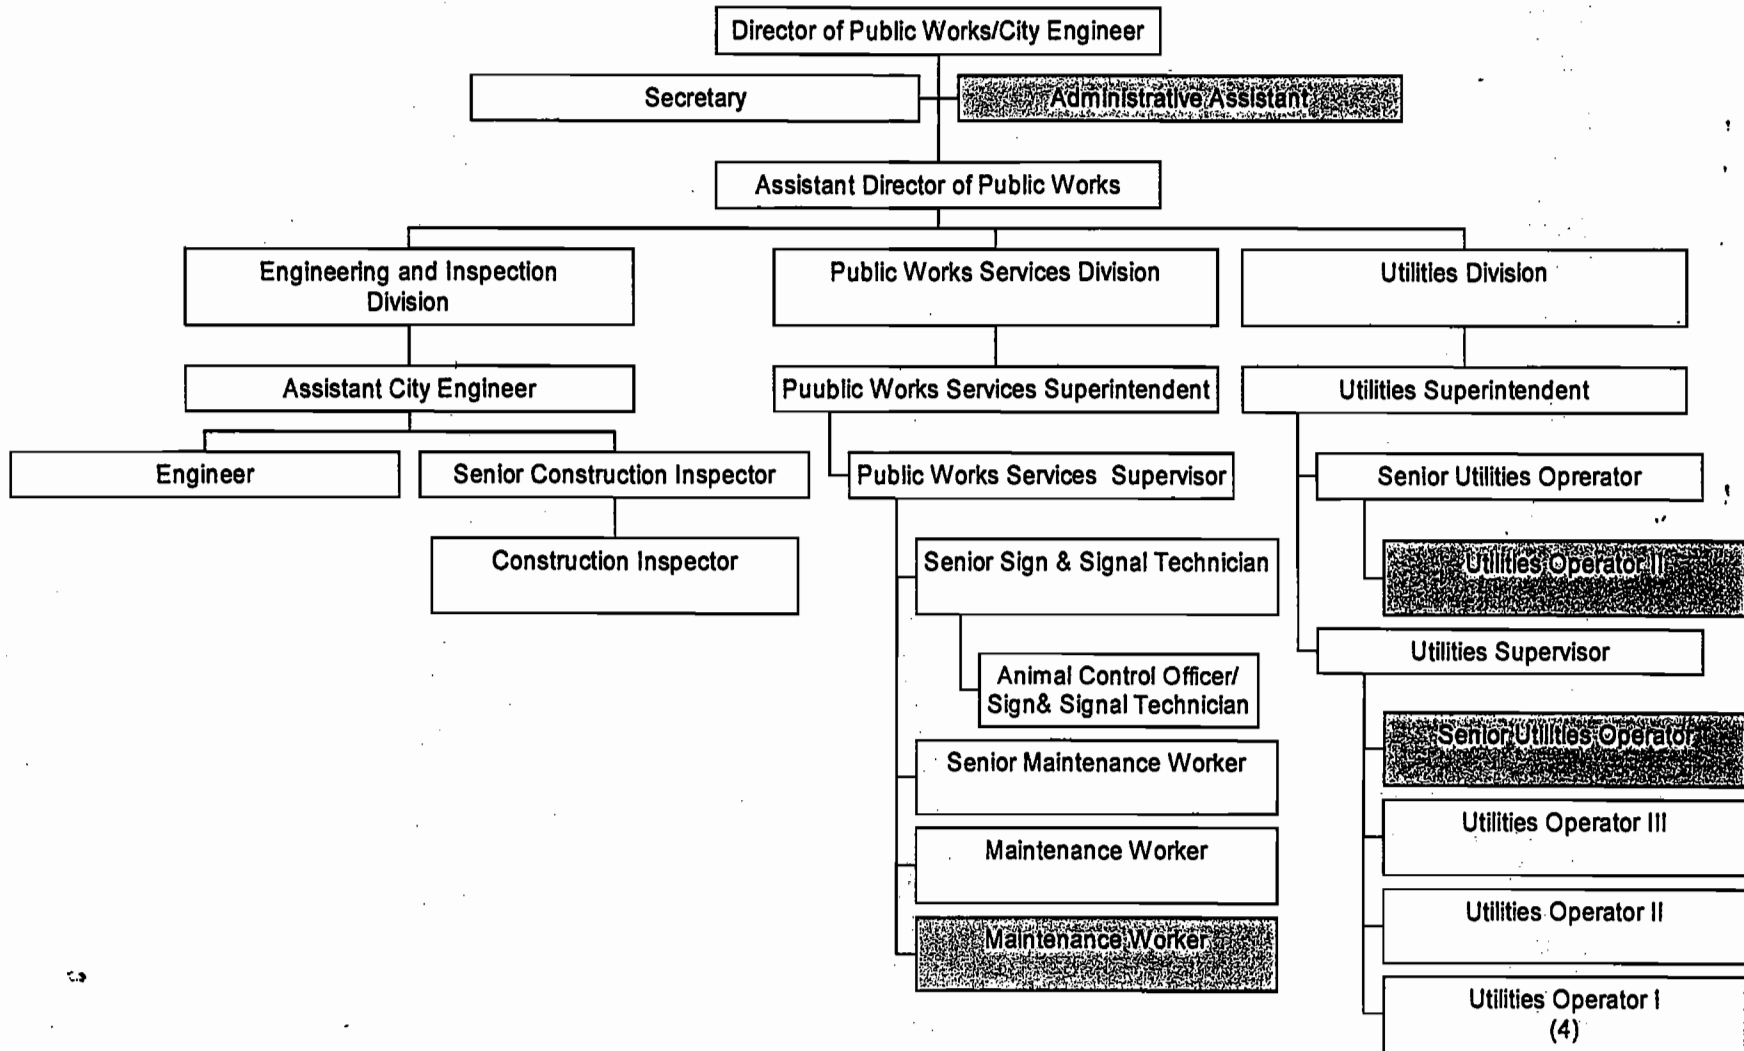 Director of Public Works/City Engineer
Secretary
Administrative Assistant
Assistant Director of Public Works
Engineering and Inspection
Division
Public Works Services Division
Utilities Division
Assistant City Engineer
Puublic Works Services Superintendent
Utilities Superintendent
Engineer
Senior Construction Inspector
Public Works Services Supervisor
Senior Utilities Oprerator
Construction Inspector
Senior Sign & Signal Technician
Utilities Operator II
Utilities Supervisor
Animal Control Officer/
Sign& Signal Technician
Senior Utilities Operator
Senior Maintenance Worker
Utilities Operator III
Maintenance Worker
Utilities Operator II
Maintenance Worker
Utilities Operator I
(4)